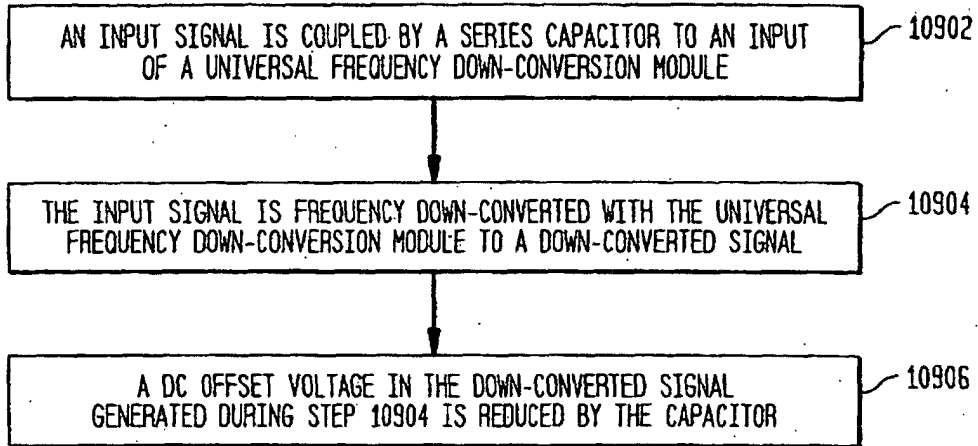 AN INPUT SIGNAL IS COUPLED BY A SERIES CAPACITOR TO AN INPUT
OF A UNIVERSAL FREQUENCY DOWN-CONVERSION MODULE
10902
THE INPUT SIGNAL IS FREQUENCY DOWN-CONVERTED WITH THE UNIVERSAL
FREQUENCY DOWN-CONVERSION MODULE TO A DOWN-CONVERTED SIGNAL
10904
A DC OFFSET VOLTAGE IN THE DOWN-CONVERTED SIGNAL
GENERATED DURING STEP 10904 IS REDUCED BY THE CAPACITOR
10906